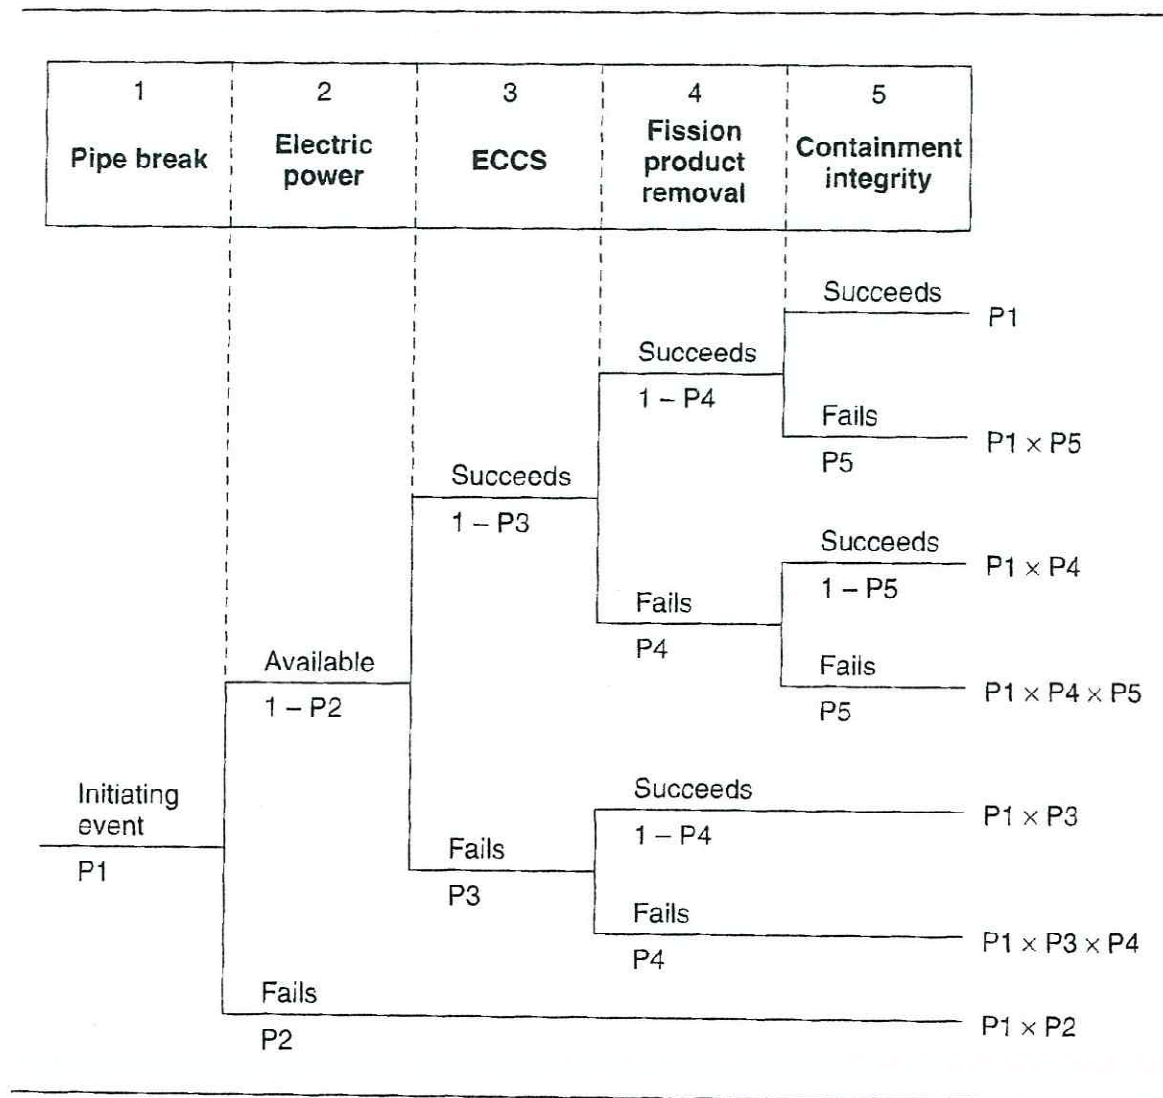 1
Pipe break
2
Electric
power
3
ECCS
4
Fission
product
removal
5
Containment
integrity
Succeeds
P1
Succeeds
1 – P4
Fails
P5
P1 × P5
Succeeds
1 – P3
Succeeds
1 – P5
P1 × P4
Fails
P4
Fails
P5
P1 × P4 × P5
Available
1 – P2
Initiating
event
P1
Succeeds
1 – P4
P1 × P3
Fails
P3
Fails
P4
P1 × P3 × P4
Fails
P2
P1 × P2